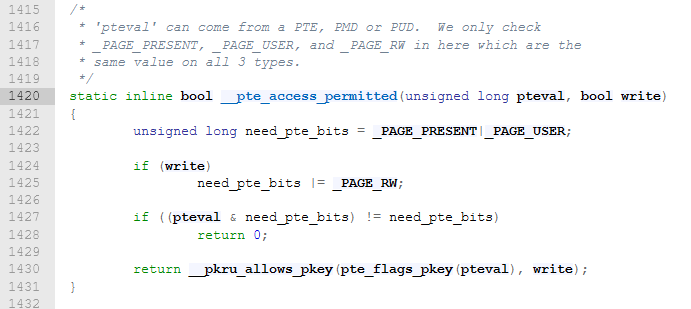 1415 /*
1416  * 'pteval' can come from a PTE, PMD or PUD.  We only check
1417  * _PAGE_PRESENT, _PAGE_USER, and _PAGE_RW in here which are the
1418  * same value on all 3 types.
1419  */
1420 static inline bool __pte_access_permitted(unsigned long pteval, bool write)
1421 {
1422         unsigned long need_pte_bits = _PAGE_PRESENT|_PAGE_USER;
1423
1424         if (write)
1425                 need_pte_bits |= _PAGE_RW;
1426
1427         if ((pteval & need_pte_bits) != need_pte_bits)
1428                 return 0;
1429
1430         return __pkru_allows_pkey(pte_flags_pkey(pteval), write);
1431 }
1432